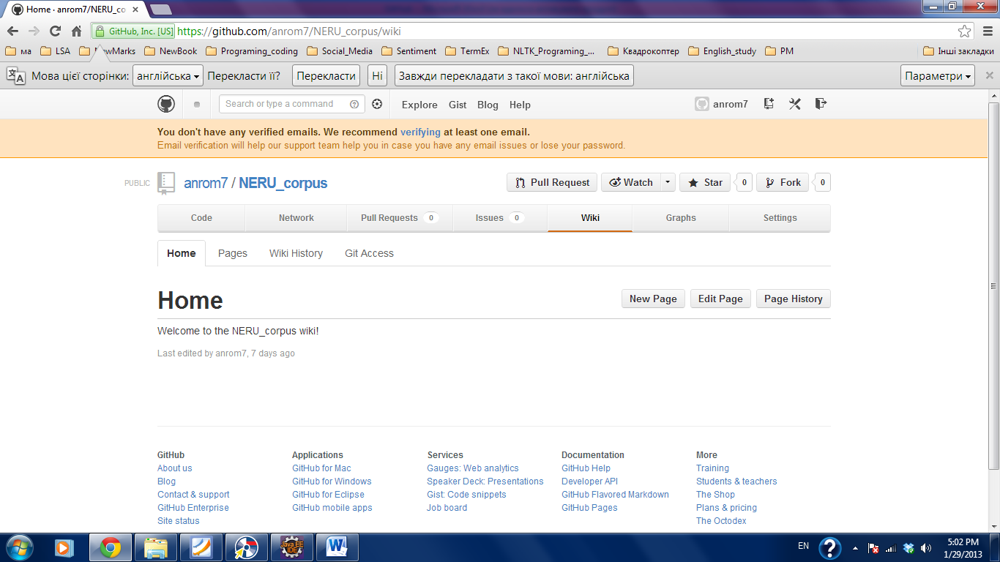 Home · anrom7/NERU_co
GitHub, Inc. [US] https://github.com/anrom7/NERU_corpus/wiki
ма LSA NewMarks NewBook Programing_coding Social_Media Sentiment TermEx NLTK_Programing_... Квадрокоптер English_study PM Інші закладки
Мова цієї сторінки: англійська Перекласти її? Перекласти Ні Завжди перекладати з такої мови: англійська Параметри
Search or type a command Explore Gist Blog Help anrom7
You don't have any verified emails. We recommend verifying at least one email.
Email verification will help our support team help you in case you have any email issues or lose your password.
PUBLIC anrom7 / NERU_corpus Pull Request Watch Star 0 Fork 0
Code Network Pull Requests 0 Issues 0 Wiki Graphs Settings
Home Pages Wiki History Git Access
Home New Page Edit Page Page History
Welcome to the NERU_corpus wiki!
Last edited by anrom7, 7 days ago
GitHub Applications Services Documentation More
About us GitHub for Mac Gauges: Web analytics GitHub Help Training
Blog GitHub for Windows Speaker Deck: Presentations Developer API Students & teachers
Contact & support GitHub for Eclipse Gist: Code snippets GitHub Flavored Markdown The Shop
GitHub Enterprise GitHub mobile apps Job board GitHub Pages Plans & pricing
Site status The Octodex
Java EE
IDE
EN 5:02 PM
1/29/2013